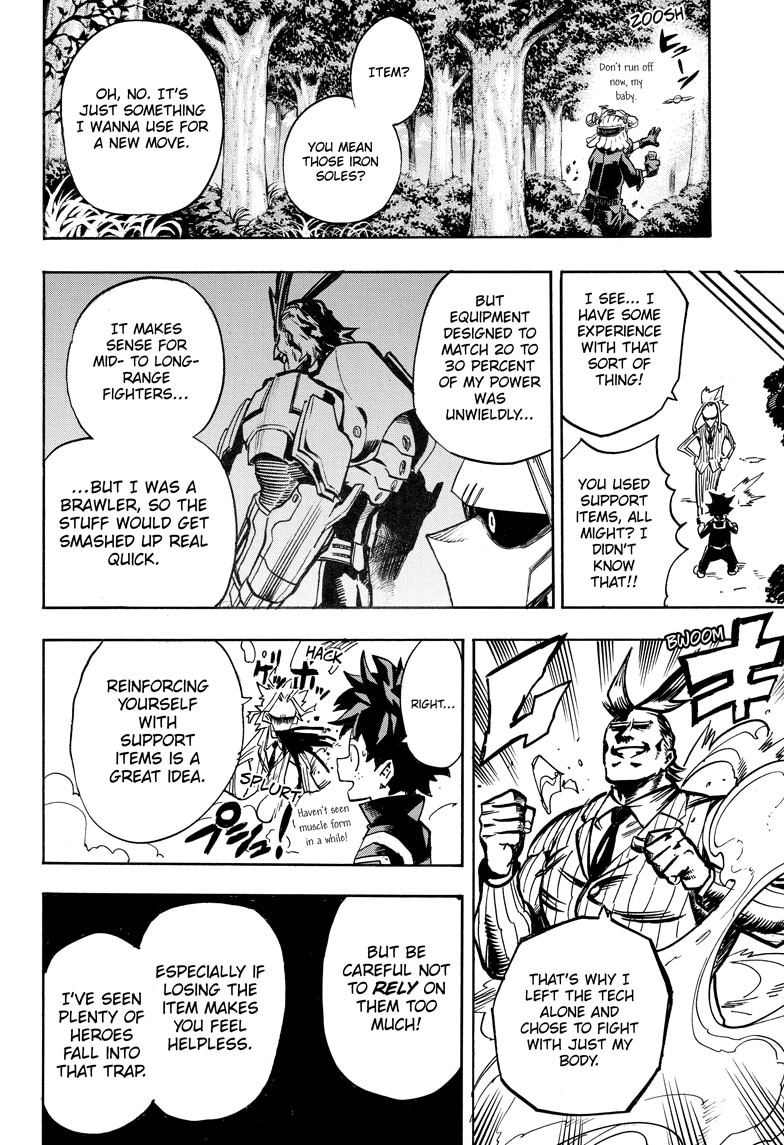 ZOOSH
ヒューン
Don't run off
now, my
baby.
ITEM?
YOU MEAN
THOSE IRON
SOLES?
OH, NO. IT'S
JUST SOMETHING
I WANNA USE FOR
A NEW MOVE.
I SEE... I
HAVE SOME
EXPERIENCE
WITH THAT
SORT OF
THING!
YOU USED
SUPPORT
ITEMS, ALL
MIGHT? I
DIDN'T
KNOW
THAT!!
BUT
EQUIPMENT
DESIGNED TO
MATCH 20 TO
30 PERCENT
OF MY POWER
WAS
UNWIELDLY...
IT MAKES
SENSE FOR
MID- TO LONG-
RANGE
FIGHTERS...
...BUT I WAS A
BRAWLER, SO THE
STUFF WOULD GET
SMASHED UP REAL
QUICK.
BWOOM
THAT'S WHY I
LEFT THE TECH
ALONE AND
CHOSE TO FIGHT
WITH JUST MY
BODY.
RIGHT...
HACK
ゲボ
SPLURT
Haven't seen
muscle form
in a while!
REINFORCING
YOURSELF
WITH
SUPPORT
ITEMS IS A
GREAT IDEA.
BUT BE
CAREFUL NOT
TO RELY ON
THEM TOO
MUCH!
ESPECIALLY IF
LOSING THE
ITEM MAKES
YOU FEEL
HELPLESS.
I'VE SEEN
PLENTY OF
HEROES
FALL INTO
THAT TRAP.